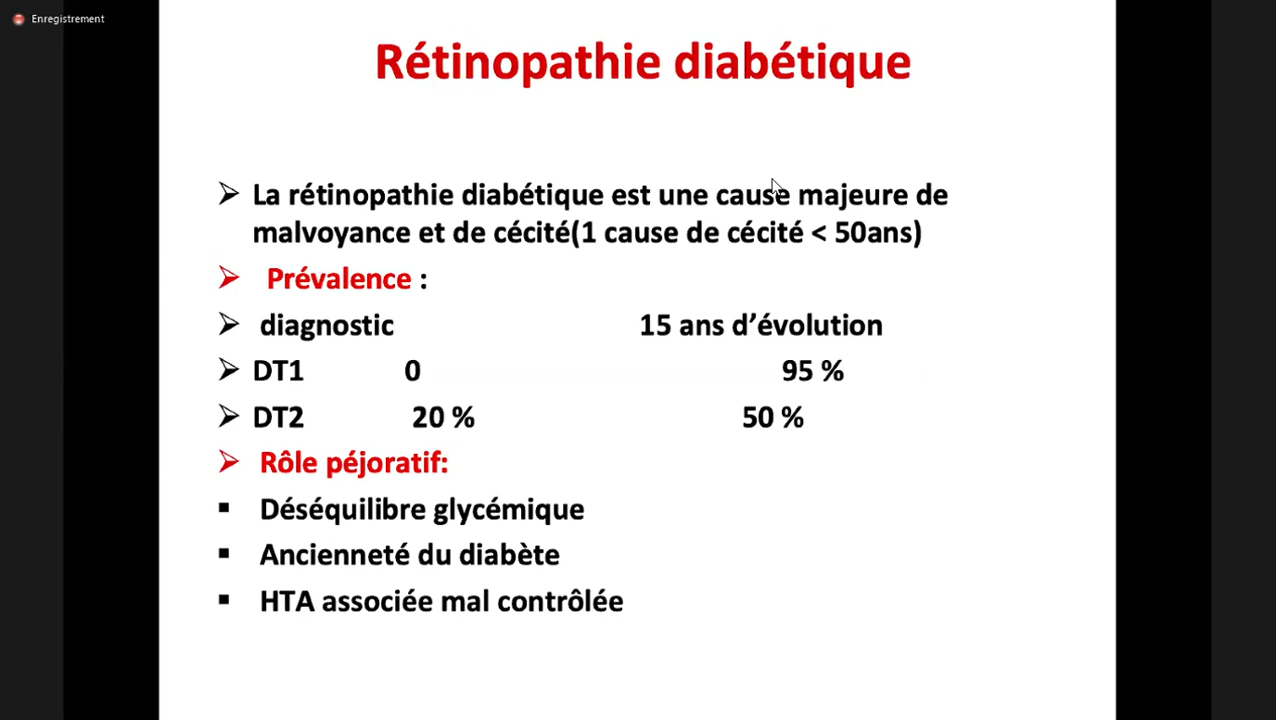 Enregistrement
Rétinopathie diabétique
La rétinopathie diabétique est une cause majeure de
malvoyance et de cécité(1 cause de cécité < 50ans)
Prévalence :
diagnostic 15 ans d’évolution
DT1 0 95 %
DT2 20 % 50 %
Rôle péjoratif:
Déséquilibre glycémique
Ancienneté du diabète
HTA associée mal contrôlée